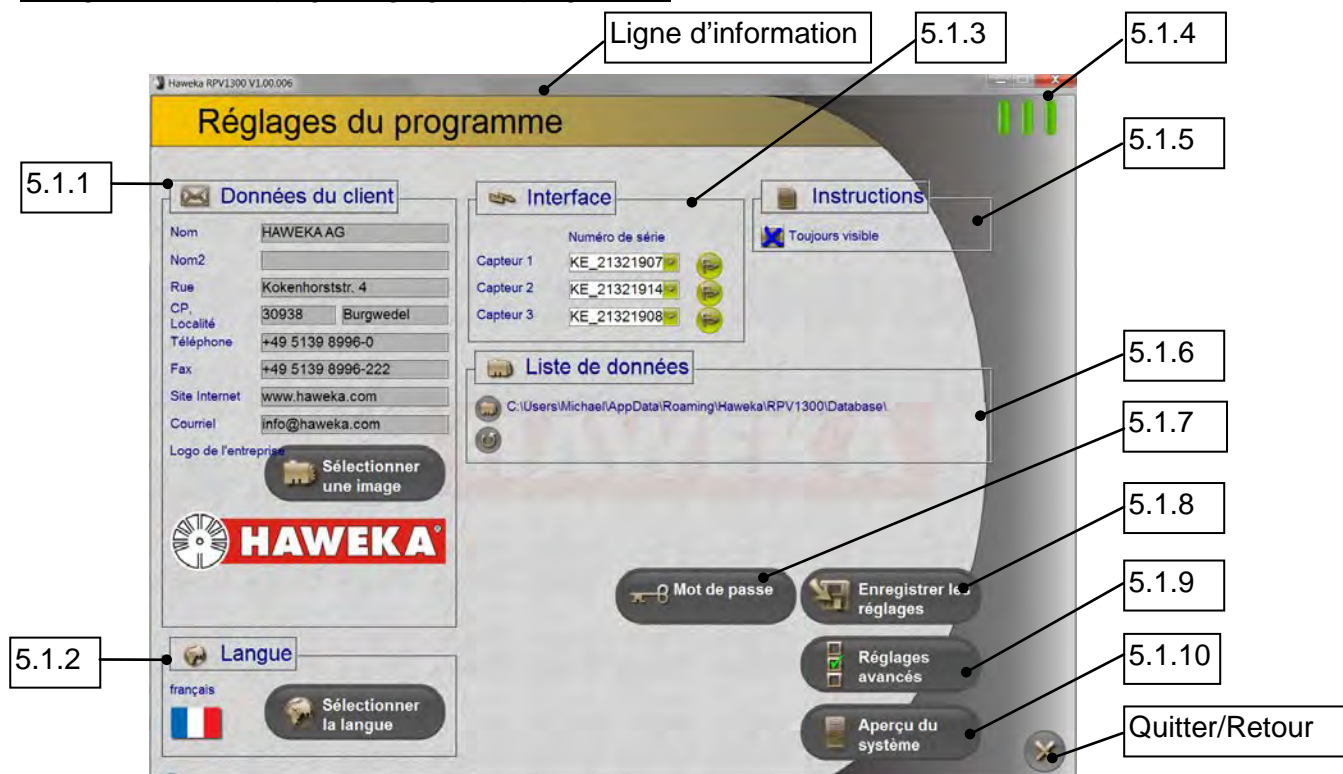 Ligne d'information
5.1.3
5.1.4
Haweka RPV1300 V1.00.006
Réglages du programme
5.1.5
5.1.1
Données du client
Nom HAWEKA AG
Nom2
Rue Kokenhorststr. 4
CP, Localité 30938 Burgwedel
Téléphone +49 5139 8996-0
Fax +49 5139 8996-222
Site Internet www.haweka.com
Courriel info@haweka.com
Logo de l'entreprise
Sélectionner
une image
HAWEKA
Interface
Numéro de série
Capteur 1 KE_21321907
Capteur 2 KE_21321914
Capteur 3 KE_21321908
Instructions
Toujours visible
5.1.6
Liste de données
C:\Users\Michael\AppData\Roaming\Haweka\RPV1300\Database\
HAWEKA
5.1.7
5.1.8
Mot de passe
Enregistrer les
réglages
5.1.9
5.1.2
Langue
français
Sélectionner
la langue
Réglages
avancés
5.1.10
Aperçu du
système
Quitter/Retour